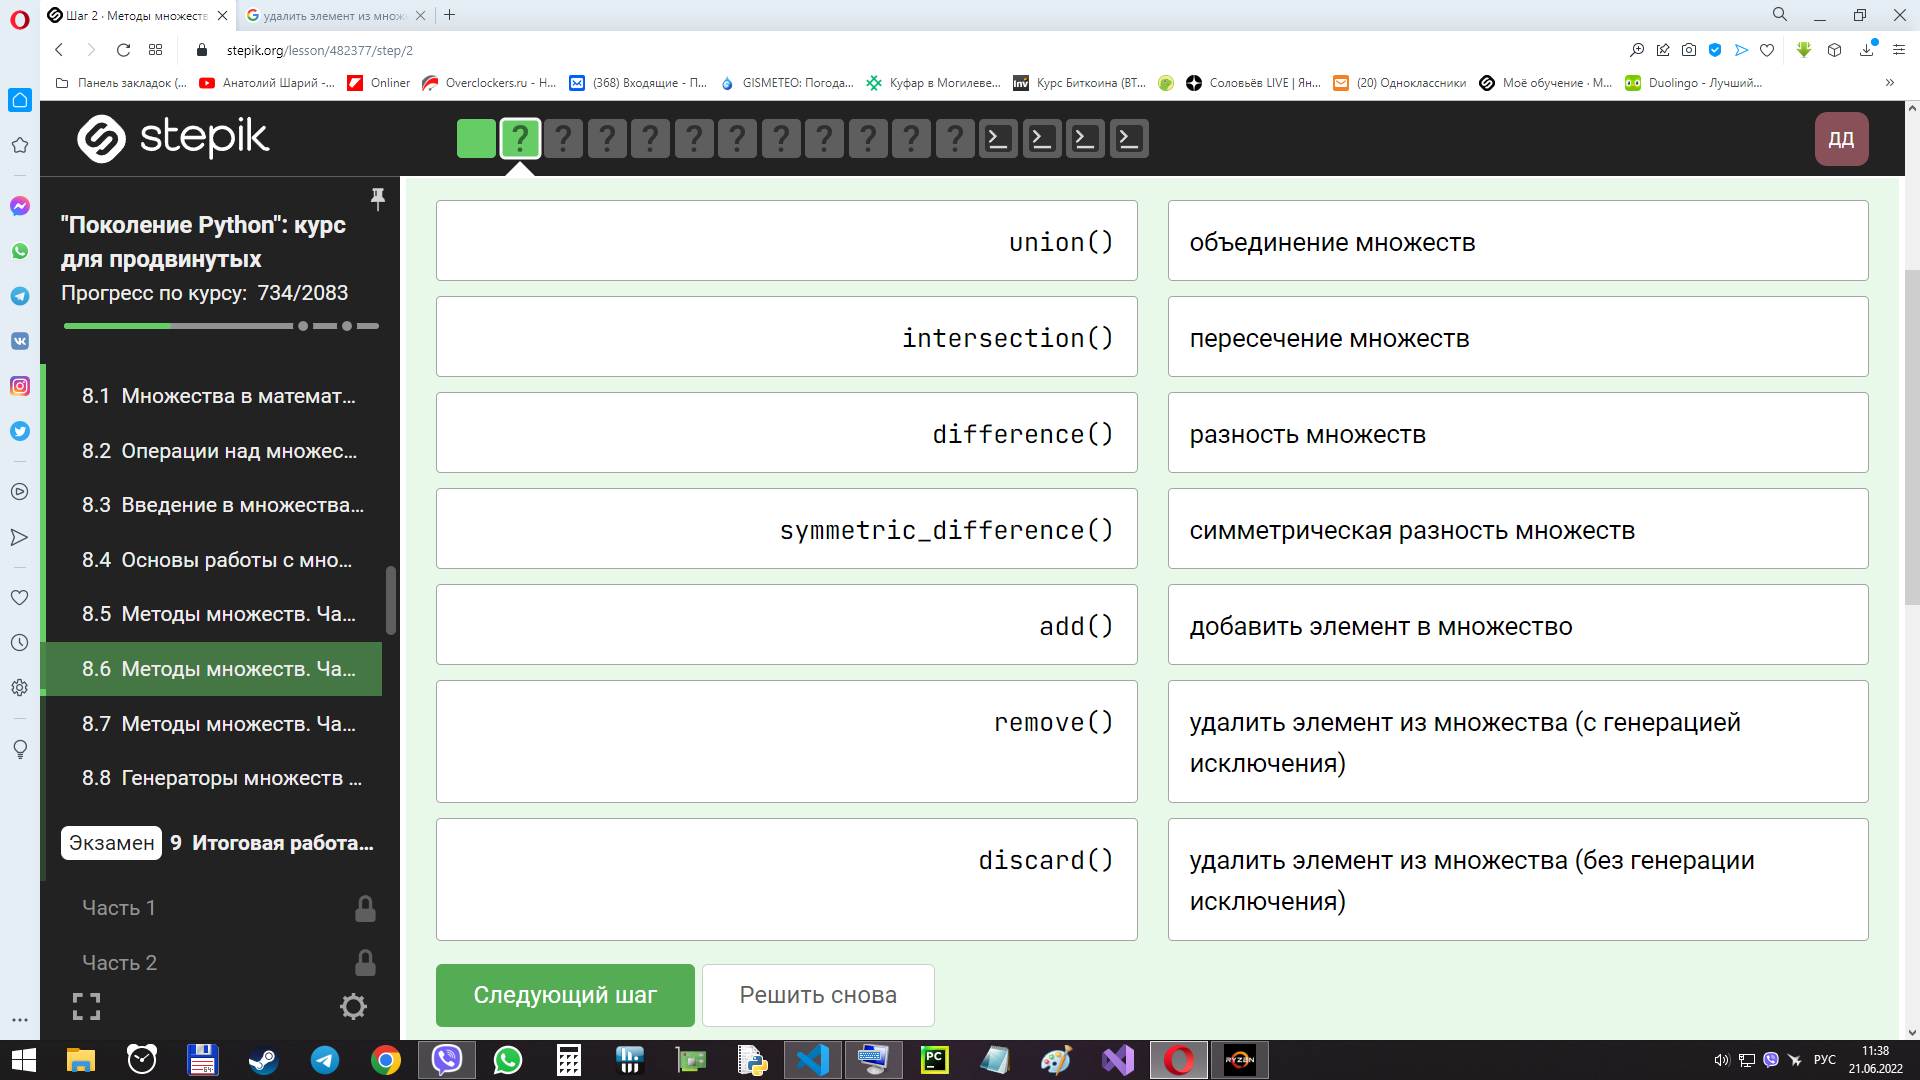 Шаг 2 · Методы множеств
удалить элемент из множ
stepik.org/lesson/482377/step/2
Панель закладок (...
Анатолий Шарий -...
Onliner
Overclockers.ru - Н...
(368) Входящие - П...
GISMETEO: Погода...
Куфар в Могилеве...
Курс Биткоина (BT...
Соловьёв LIVE | Ян...
(20) Одноклассники
Моё обучение · М...
Duolingo - Лучший...
stepik
ДД
"Поколение Python": курс
для продвинутых
Прогресс по курсу: 734/2083
8.1 Множества в математ...
8.2 Операции над множес...
8.3 Введение в множества...
8.4 Основы работы с мно...
8.5 Методы множеств. Ча...
8.6 Методы множеств. Ча...
8.7 Методы множеств. Ча...
8.8 Генераторы множеств ...
Экзамен 9 Итоговая работа...
Часть 1
Часть 2
union() объединение множеств
intersection() пересечение множеств
difference() разность множеств
symmetric_difference() симметрическая разность множеств
add() добавить элемент в множество
remove() удалить элемент из множества (с генерацией
исключения)
discard() удалить элемент из множества (без генерации
исключения)
Следующий шаг
Решить снова
PC
RYZEN
РУС
11:38
21.06.2022